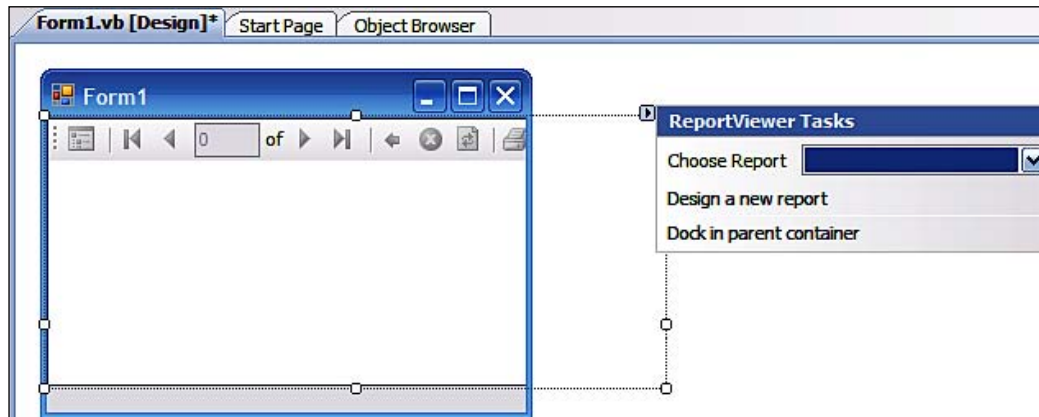 Form1.vb [Design]* Start Page Object Browser
Form1
0 of
ReportViewer Tasks
Choose Report
Design a new report
Dock in parent container